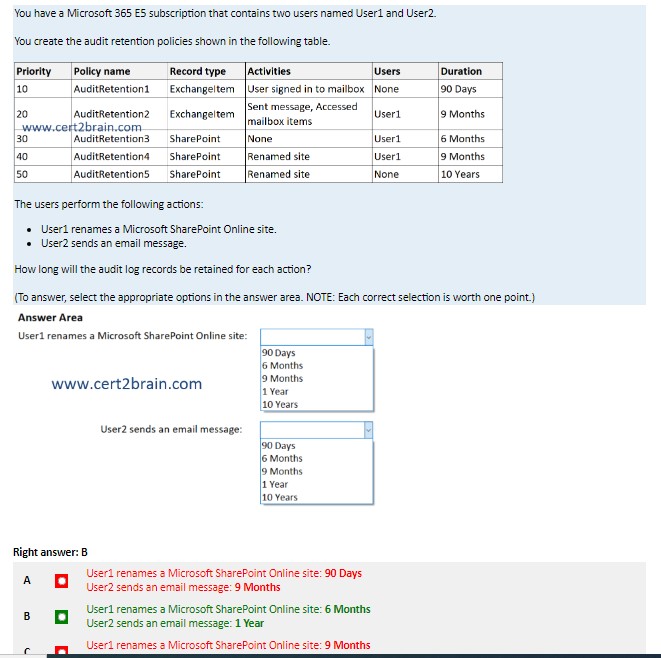 You have a Microsoft 365 E5 subscription that contains two users named User1 and User2.
You create the audit retention policies shown in the following table.
Priority Policy name Record type Activities Users Duration
10 AuditRetention1 ExchangeItem User signed in to mailbox None 90 Days
20 AuditRetention2 ExchangeItem Sent message, Accessed mailbox items User1 9 Months
www.cert2brain.com
30 AuditRetention3 SharePoint None User1 6 Months
40 AuditRetention4 SharePoint Renamed site User1 9 Months
50 AuditRetention5 SharePoint Renamed site None 10 Years
The users perform the following actions:
• User1 renames a Microsoft SharePoint Online site.
• User2 sends an email message.
How long will the audit log records be retained for each action?
(To answer, select the appropriate options in the answer area. NOTE: Each correct selection is worth one point.)
Answer Area
User1 renames a Microsoft SharePoint Online site:
90 Days
6 Months
9 Months
1 Year
10 Years
www.cert2brain.com
User2 sends an email message:
90 Days
6 Months
9 Months
1 Year
10 Years
Right answer: B
A User1 renames a Microsoft SharePoint Online site: 90 Days
User2 sends an email message: 9 Months
B User1 renames a Microsoft SharePoint Online site: 6 Months
User2 sends an email message: 1 Year
C User1 renames a Microsoft SharePoint Online site: 9 Months